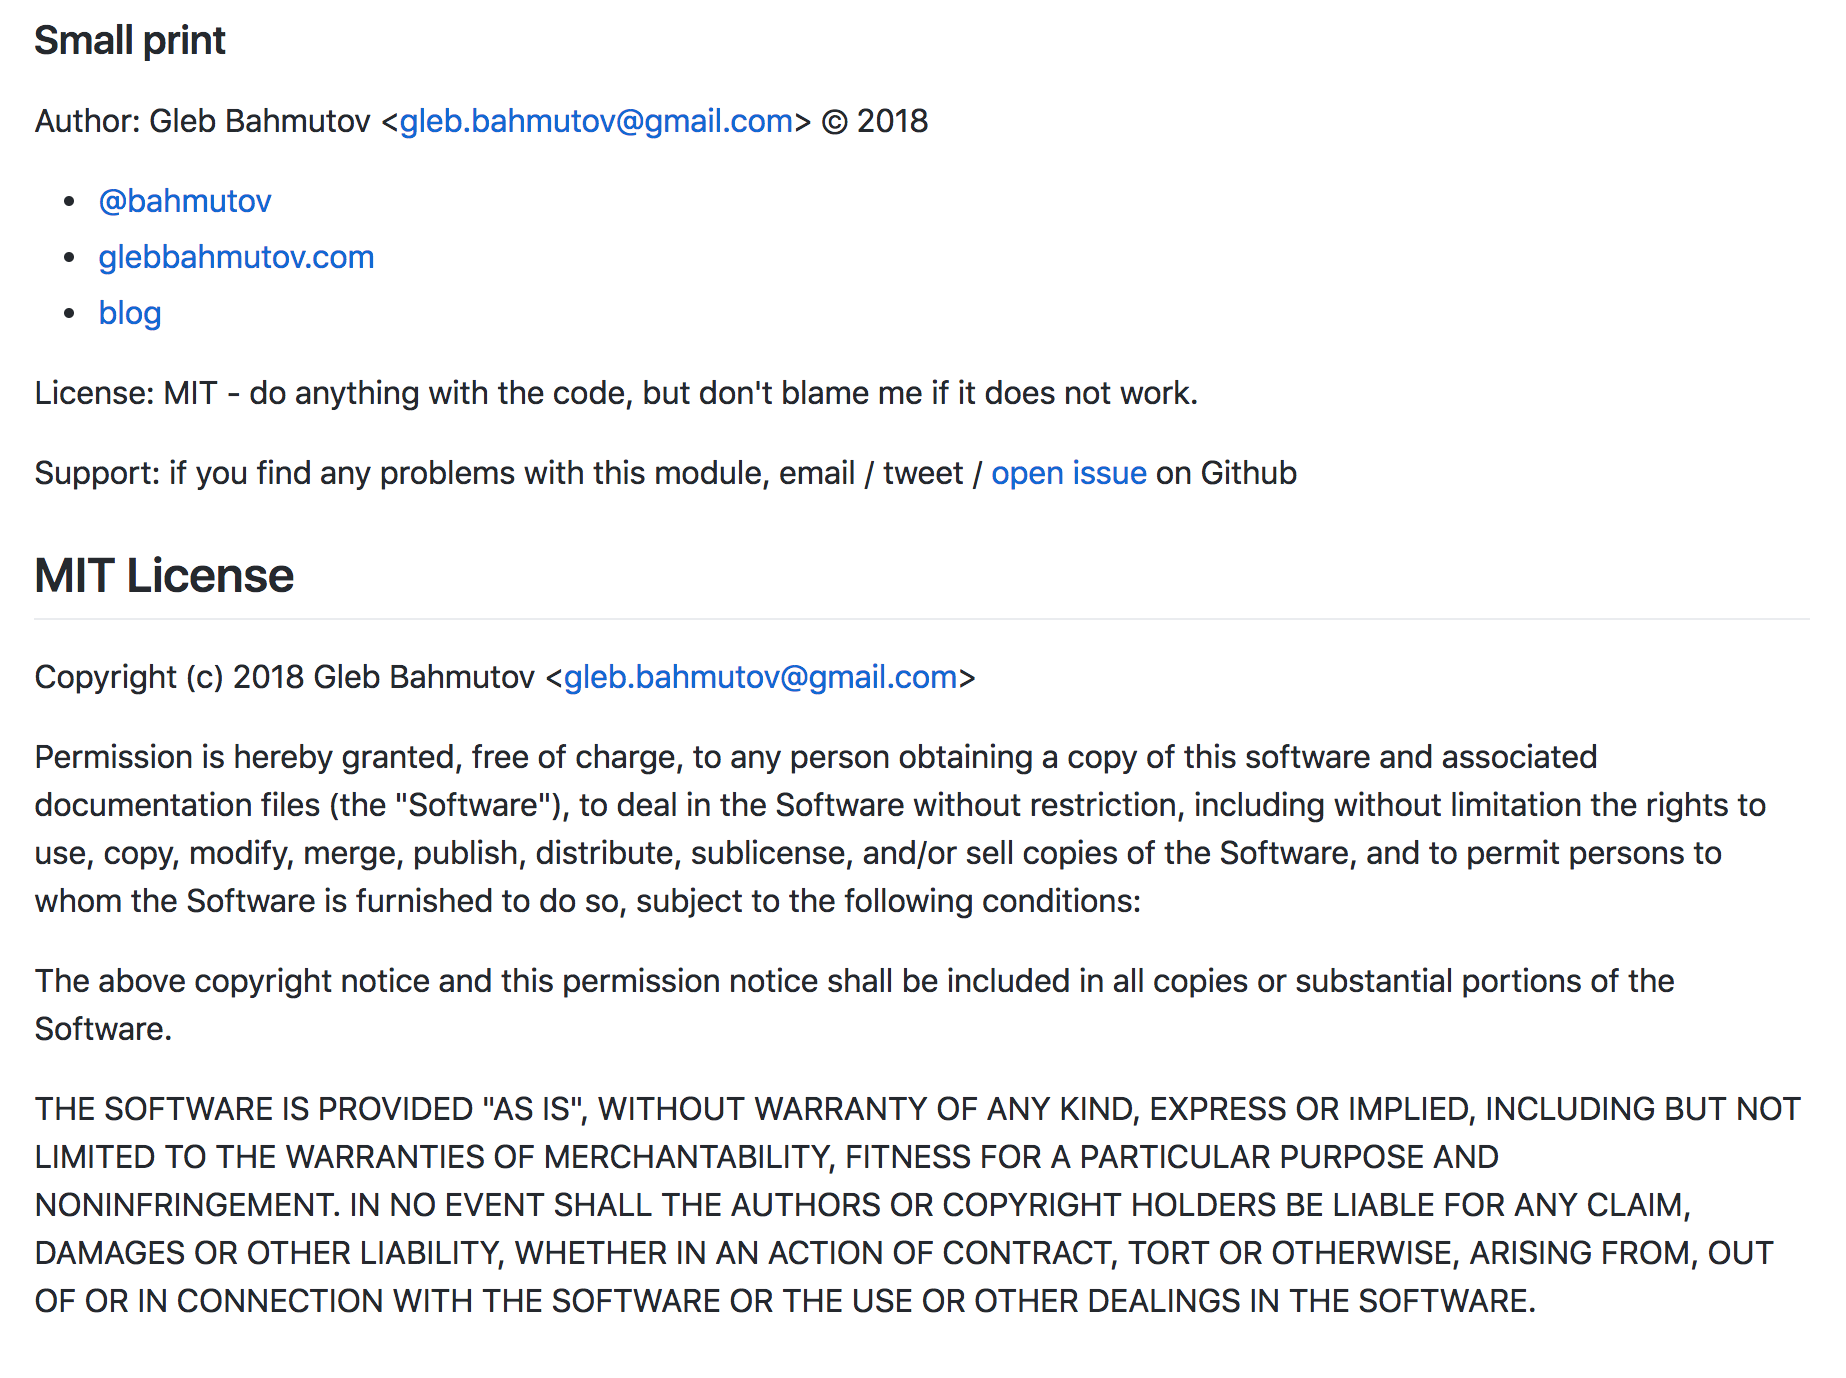 Small print
Author: Gleb Bahmutov <gleb.bahmutov@gmail.com> © 2018
• @bahmutov
• glebbahmutov.com
• blog
License: MIT - do anything with the code, but don't blame me if it does not work.
Support: if you find any problems with this module, email / tweet / open issue on Github
MIT License
Copyright (c) 2018 Gleb Bahmutov <gleb.bahmutov@gmail.com>
Permission is hereby granted, free of charge, to any person obtaining a copy of this software and associated
documentation files (the "Software"), to deal in the Software without restriction, including without limitation the rights to
use, copy, modify, merge, publish, distribute, sublicense, and/or sell copies of the Software, and to permit persons to
whom the Software is furnished to do so, subject to the following conditions:
The above copyright notice and this permission notice shall be included in all copies or substantial portions of the
Software.
THE SOFTWARE IS PROVIDED "AS IS", WITHOUT WARRANTY OF ANY KIND, EXPRESS OR IMPLIED, INCLUDING BUT NOT
LIMITED TO THE WARRANTIES OF MERCHANTABILITY, FITNESS FOR A PARTICULAR PURPOSE AND
NONINFRINGEMENT. IN NO EVENT SHALL THE AUTHORS OR COPYRIGHT HOLDERS BE LIABLE FOR ANY CLAIM,
DAMAGES OR OTHER LIABILITY, WHETHER IN AN ACTION OF CONTRACT, TORT OR OTHERWISE, ARISING FROM, OUT
OF OR IN CONNECTION WITH THE SOFTWARE OR THE USE OR OTHER DEALINGS IN THE SOFTWARE.